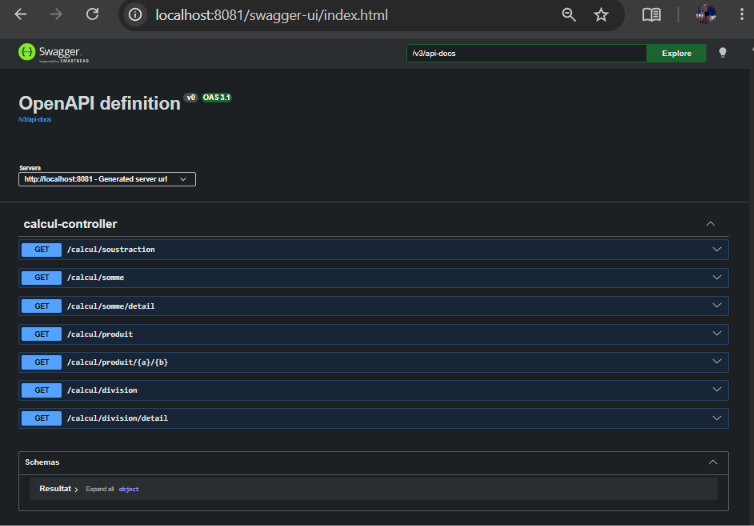 localhost:8081/swagger-ui/index.html
Swagger.
Supported by SMARTBEAR
/v3/api-docs
Explore
OpenAPI definition v0 OAS 3.1
/v3/api-docs
Servers
http://localhost:8081 - Generated server url
calcul-controller
GET /calcul/soustraction
GET /calcul/somme
GET /calcul/somme/detail
GET /calcul/produit
GET /calcul/produit/{a}/{b}
GET /calcul/division
GET /calcul/division/detail
Schemas
Resultat Expand all object